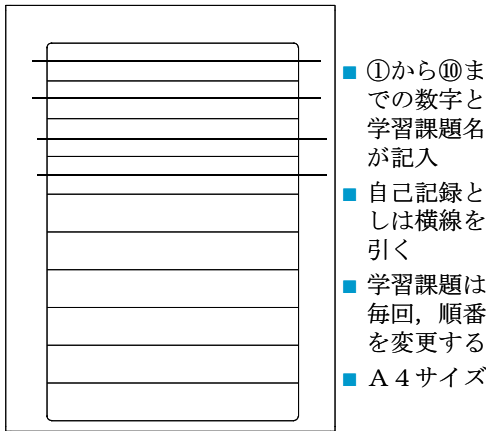 ■ ①から⑩ま
での数字と
学習課題名
が記入
■ 自己記録と
しは横線を
引く
■ 学習課題は
毎回，順番
を変更する
■ Ａ４サイズ